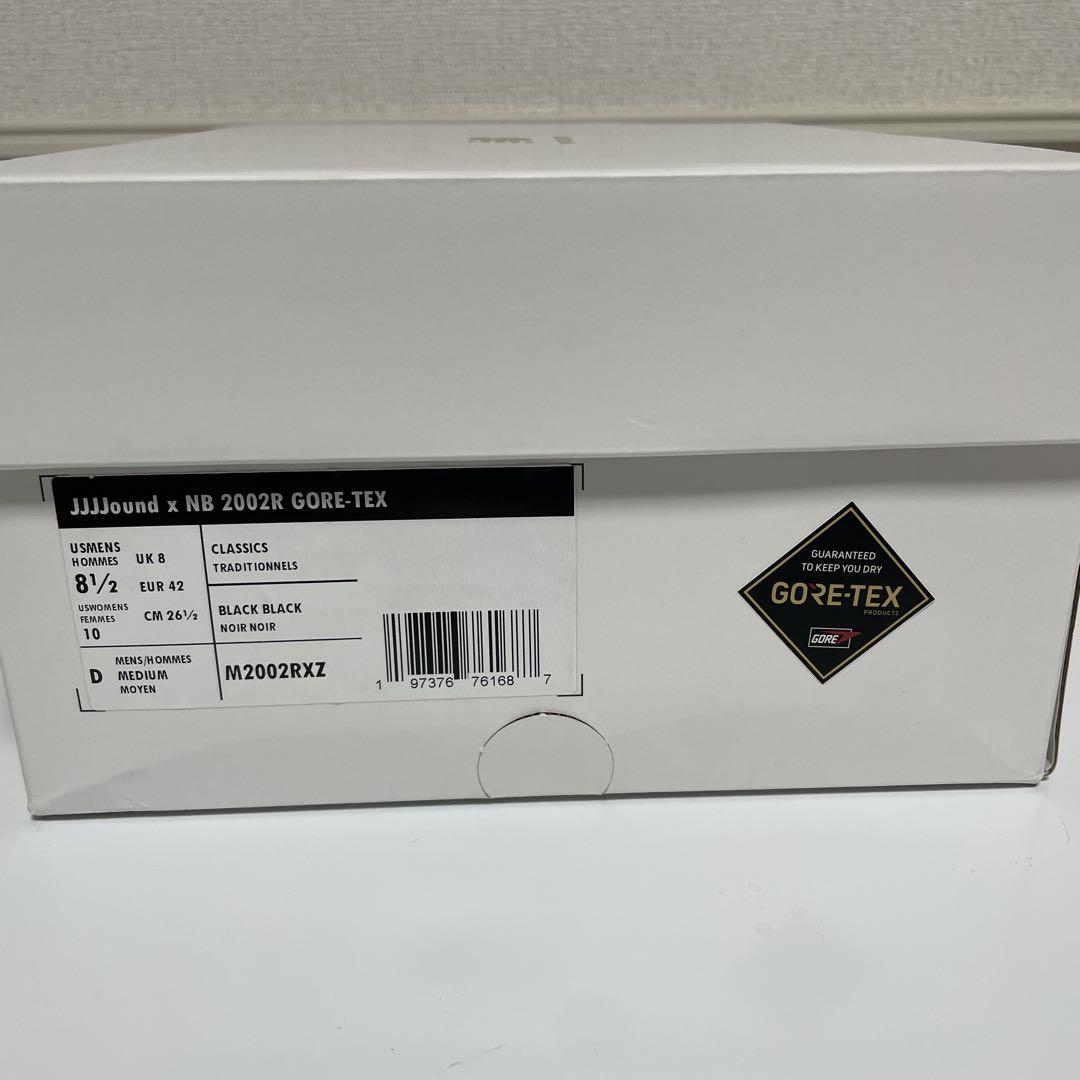 JJJJound x NB 2002R GORE-TEX
USMENS
HOMMES
8½
USWOMENS
FEMMES
10
UK 8
EUR 42
CM 26½
CLASSICS
TRADITIONNELS
BLACK BLACK
NOIR NOIR
D
MENS/HOMMES
MEDIUM
MOYEN
M2002RXZ
1 97376 76168 7
GUARANTEED
TO KEEP YOU DRY
GORE-TEX
PRODUCTS
GORE